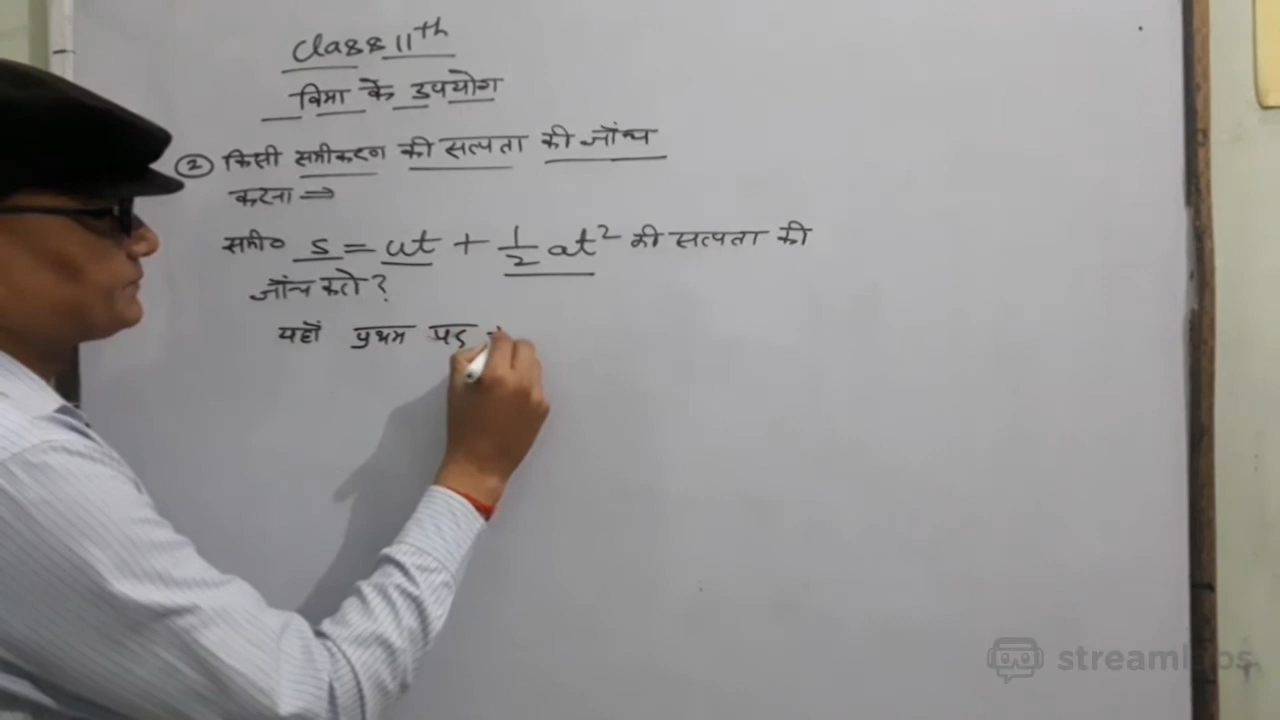 Class 11th
विमा के उपयोग
② किसी समीकरण की सत्यता की जाँच
करना ⇒
समी० s = ut + 1/2 at² की सत्यता की
जाँच करो ?
यहाँ प्रथम पद
streamlabs